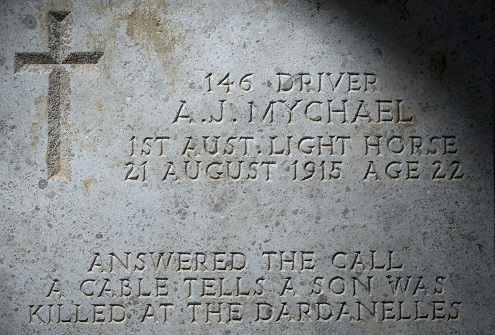 146 DRIVER
A.J. MYCHAEL
1ST AUST. LIGHT HORSE
21 AUGUST 1915 AGE 22
ANSWERED THE CALL
A CABLE TELLS A SON WAS
KILLED AT THE DARDANELLES